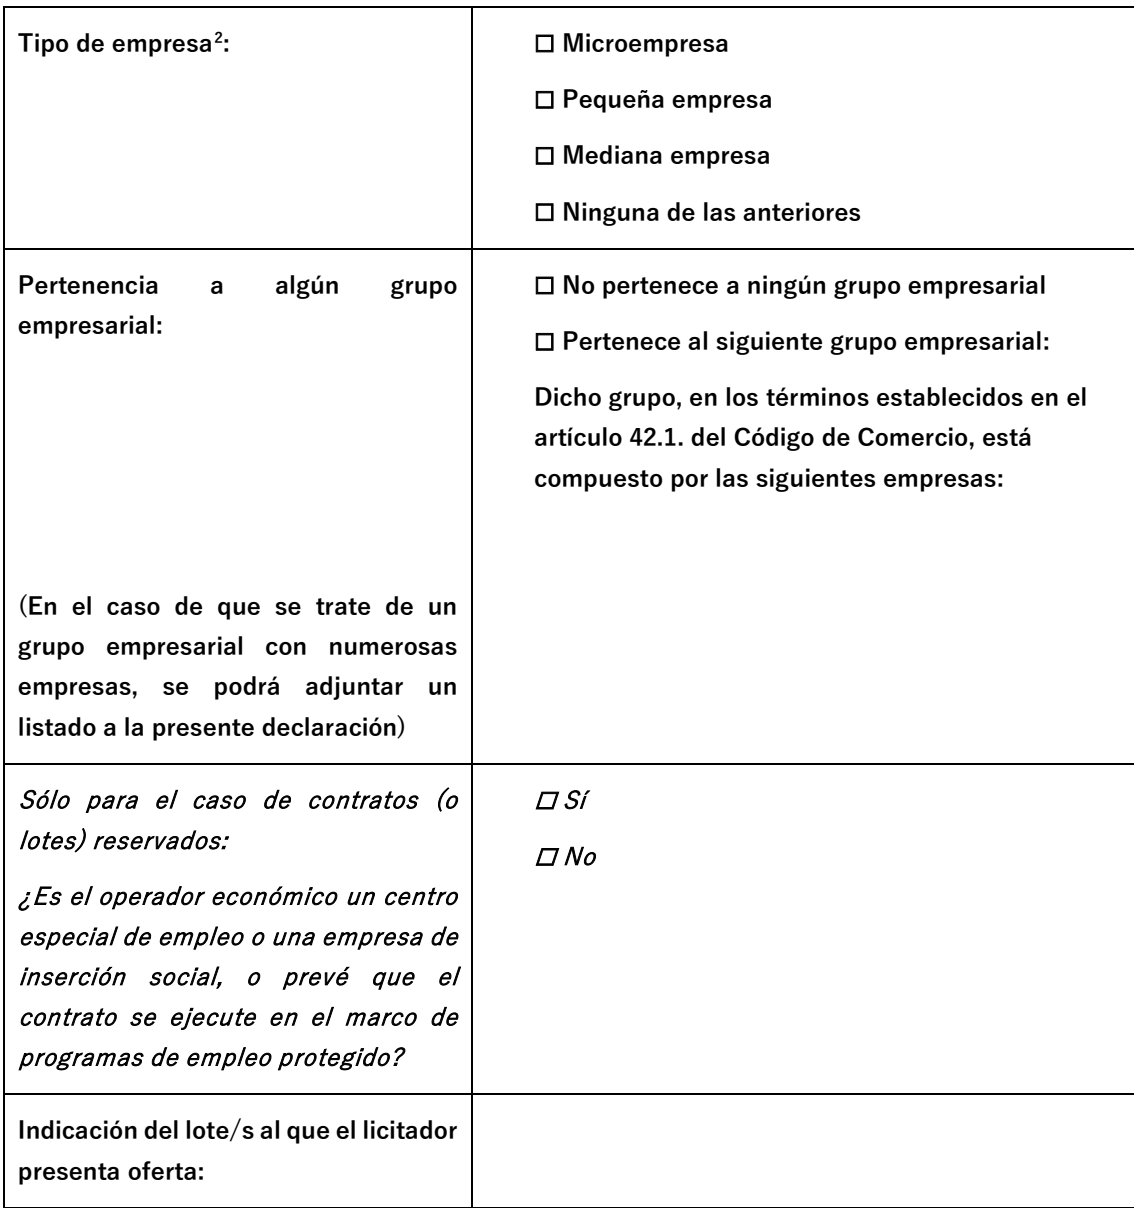 Tipo de empresa²:
☐ Microempresa
☐ Pequeña empresa
☐ Mediana empresa
☐ Ninguna de las anteriores
Pertenencia a algún grupo
empresarial:
(En el caso de que se trate de un
grupo empresarial con numerosas
empresas, se podrá adjuntar un
listado a la presente declaración)
☐ No pertenece a ningún grupo empresarial
☐ Pertenece al siguiente grupo empresarial:
Dicho grupo, en los términos establecidos en el
artículo 42.1. del Código de Comercio, está
compuesto por las siguientes empresas:
Sólo para el caso de contratos (o
lotes) reservados:
¿Es el operador económico un centro
especial de empleo o una empresa de
inserción social, o prevé que el
contrato se ejecute en el marco de
programas de empleo protegido?
☐ Sí
☐ No
Indicación del lote/s al que el licitador
presenta oferta: